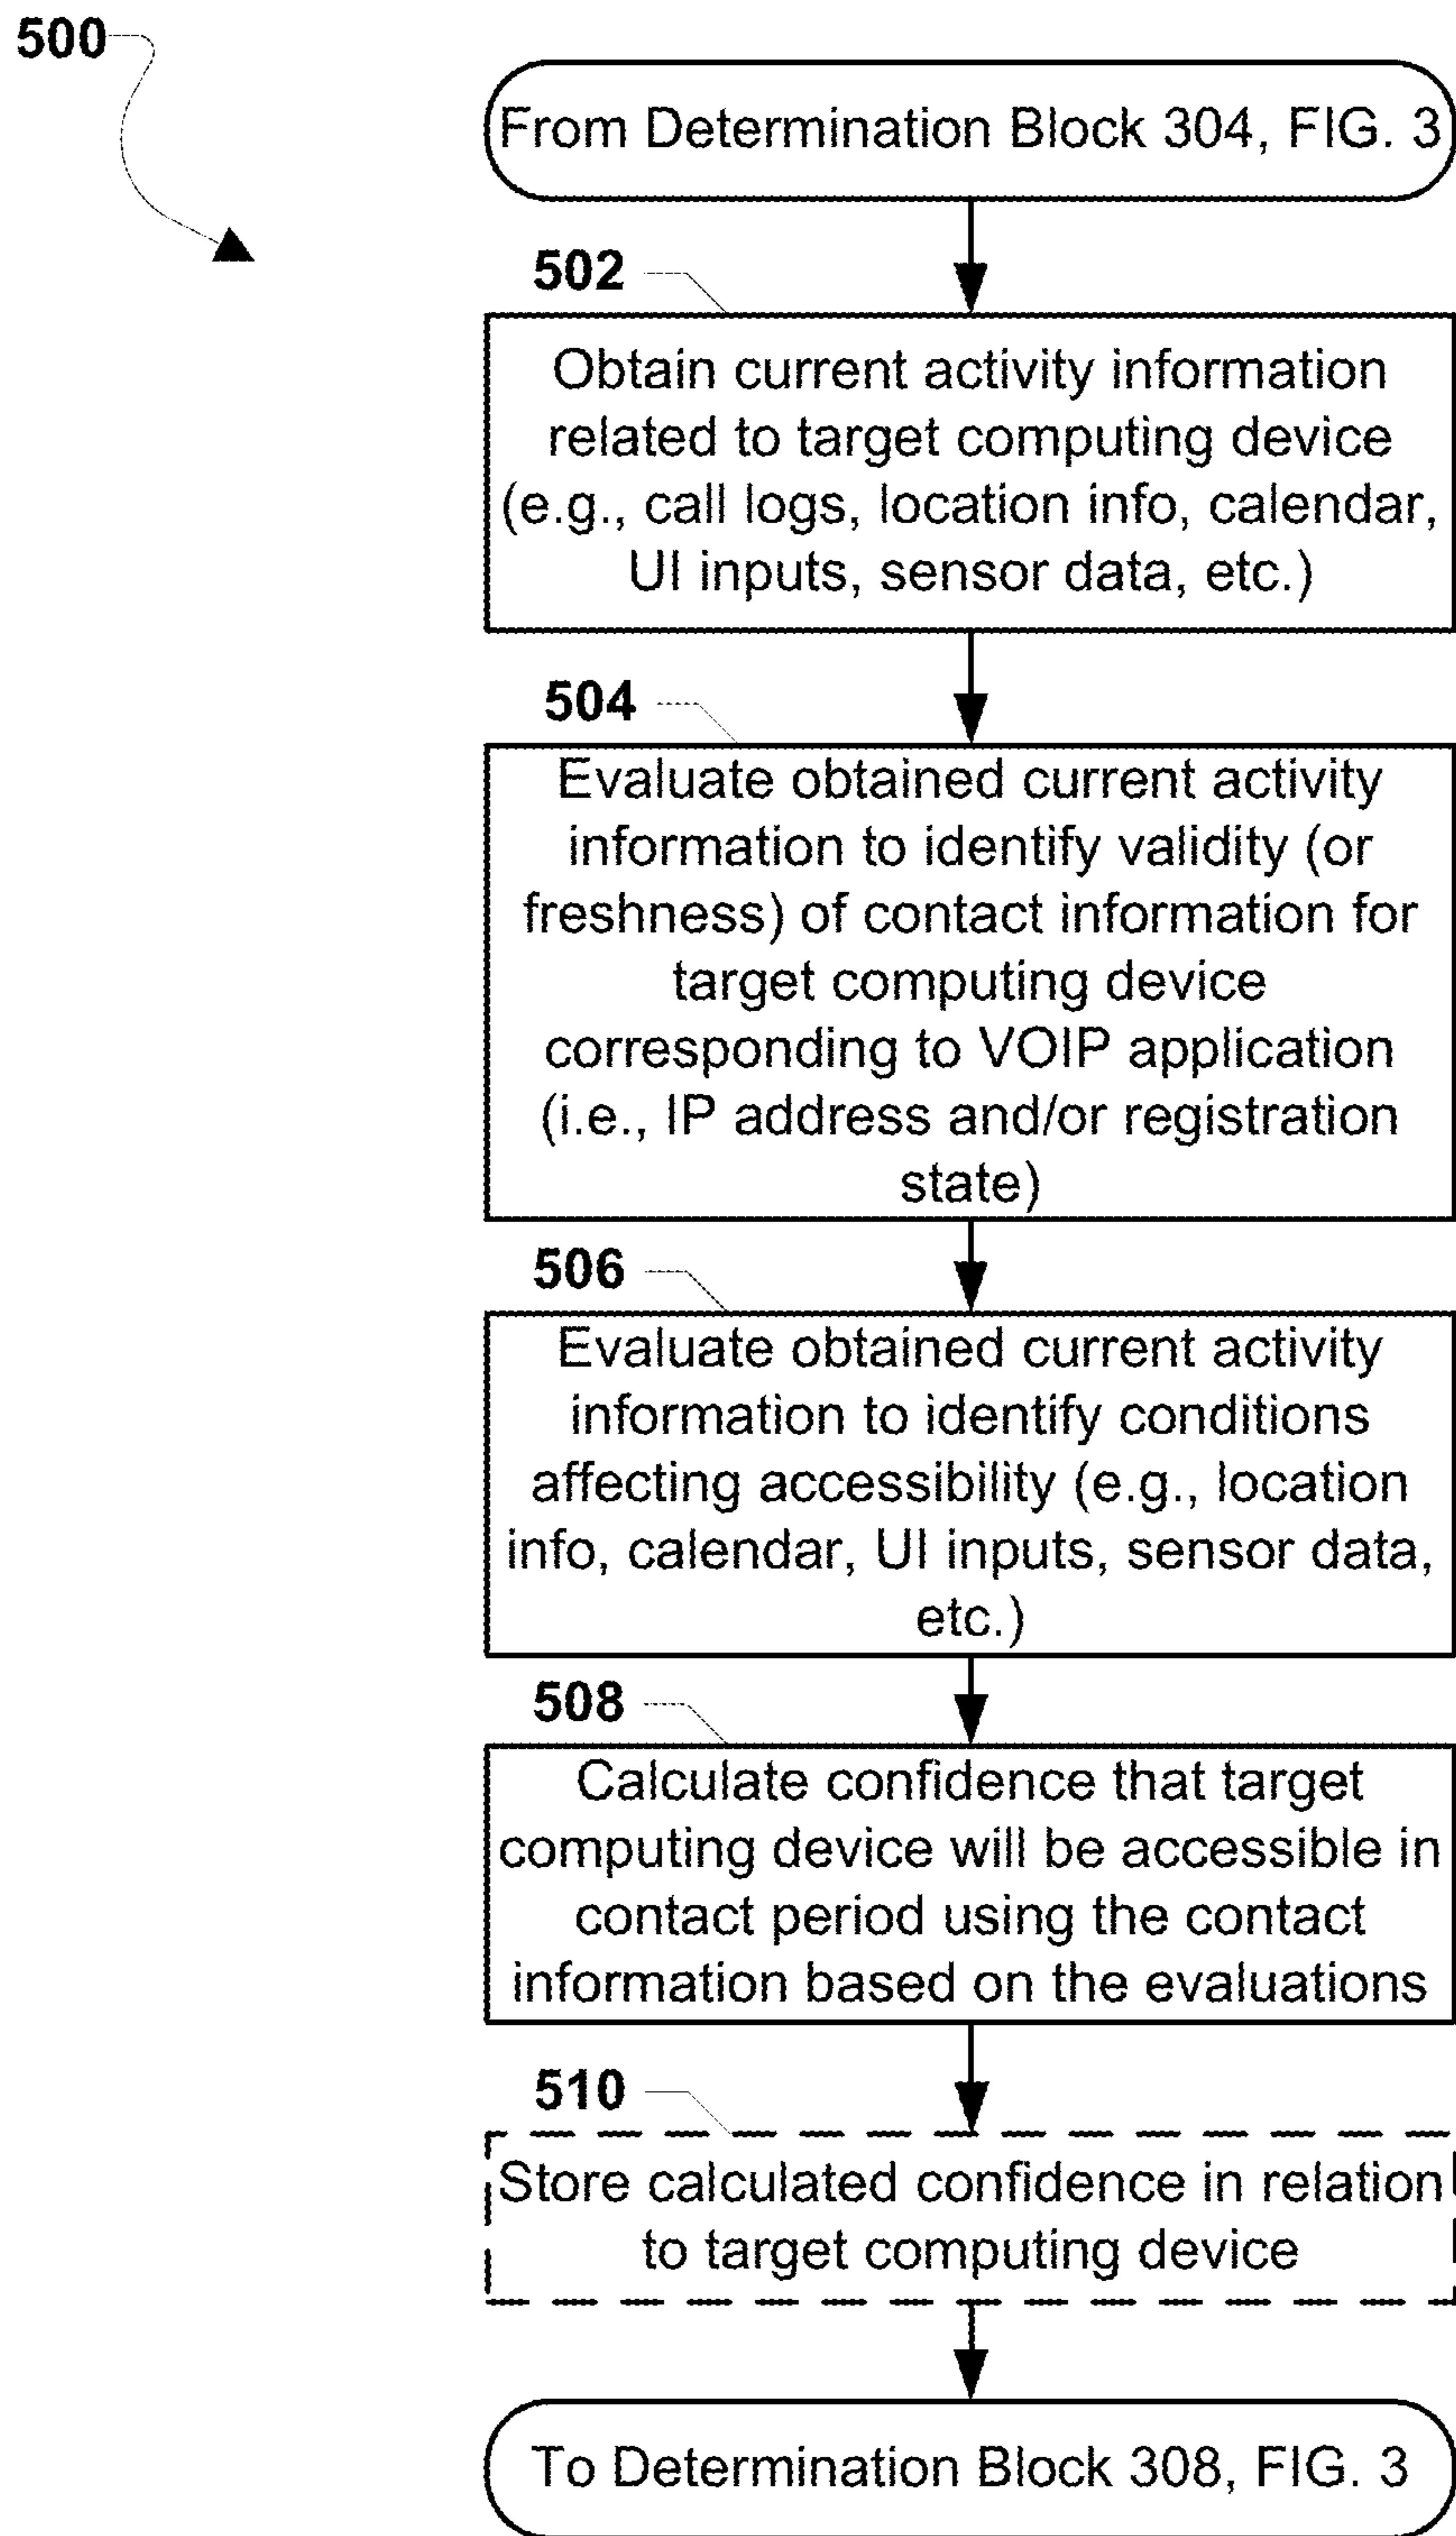 500
From Determination Block 304, FIG. 3
502
Obtain current activity information
related to target computing device
(e.g., call logs, location info, calendar,
UI inputs, sensor data, etc.)
504
Evaluate obtained current activity
information to identify validity (or
freshness) of contact information for
target computing device
corresponding to VOIP application
(i.e., IP address and/or registration
state)
506
Evaluate obtained current activity
information to identify conditions
affecting accessibility (e.g., location
info, calendar, UI inputs, sensor data,
etc.)
508
Calculate confidence that target
computing device will be accessible in
contact period using the contact
information based on the evaluations
510
Store calculated confidence in relation
to target computing device
To Determination Block 308, FIG. 3